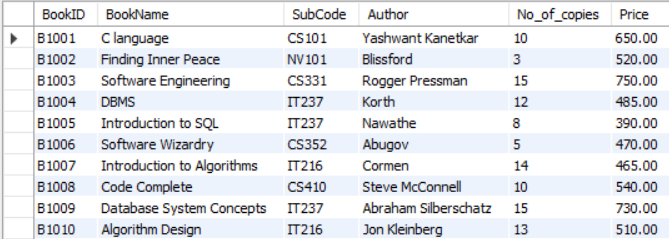 BookID BookName SubCode Author No_of_copies Price
B1001 C language CS101 Yashwant Kanetkar 10 650.00
B1002 Finding Inner Peace NV101 Blissford 3 520.00
B1003 Software Engineering CS331 Rogger Pressman 15 750.00
B1004 DBMS IT237 Korth 12 485.00
B1005 Introduction to SQL IT237 Nawathe 8 390.00
B1006 Software Wizardry CS352 Abugov 5 470.00
B1007 Introduction to Algorithms IT216 Cormen 14 465.00
B1008 Code Complete CS410 Steve McConnell 10 540.00
B1009 Database System Concepts IT237 Abraham Silberschatz 15 730.00
B1010 Algorithm Design IT216 Jon Kleinberg 13 510.00